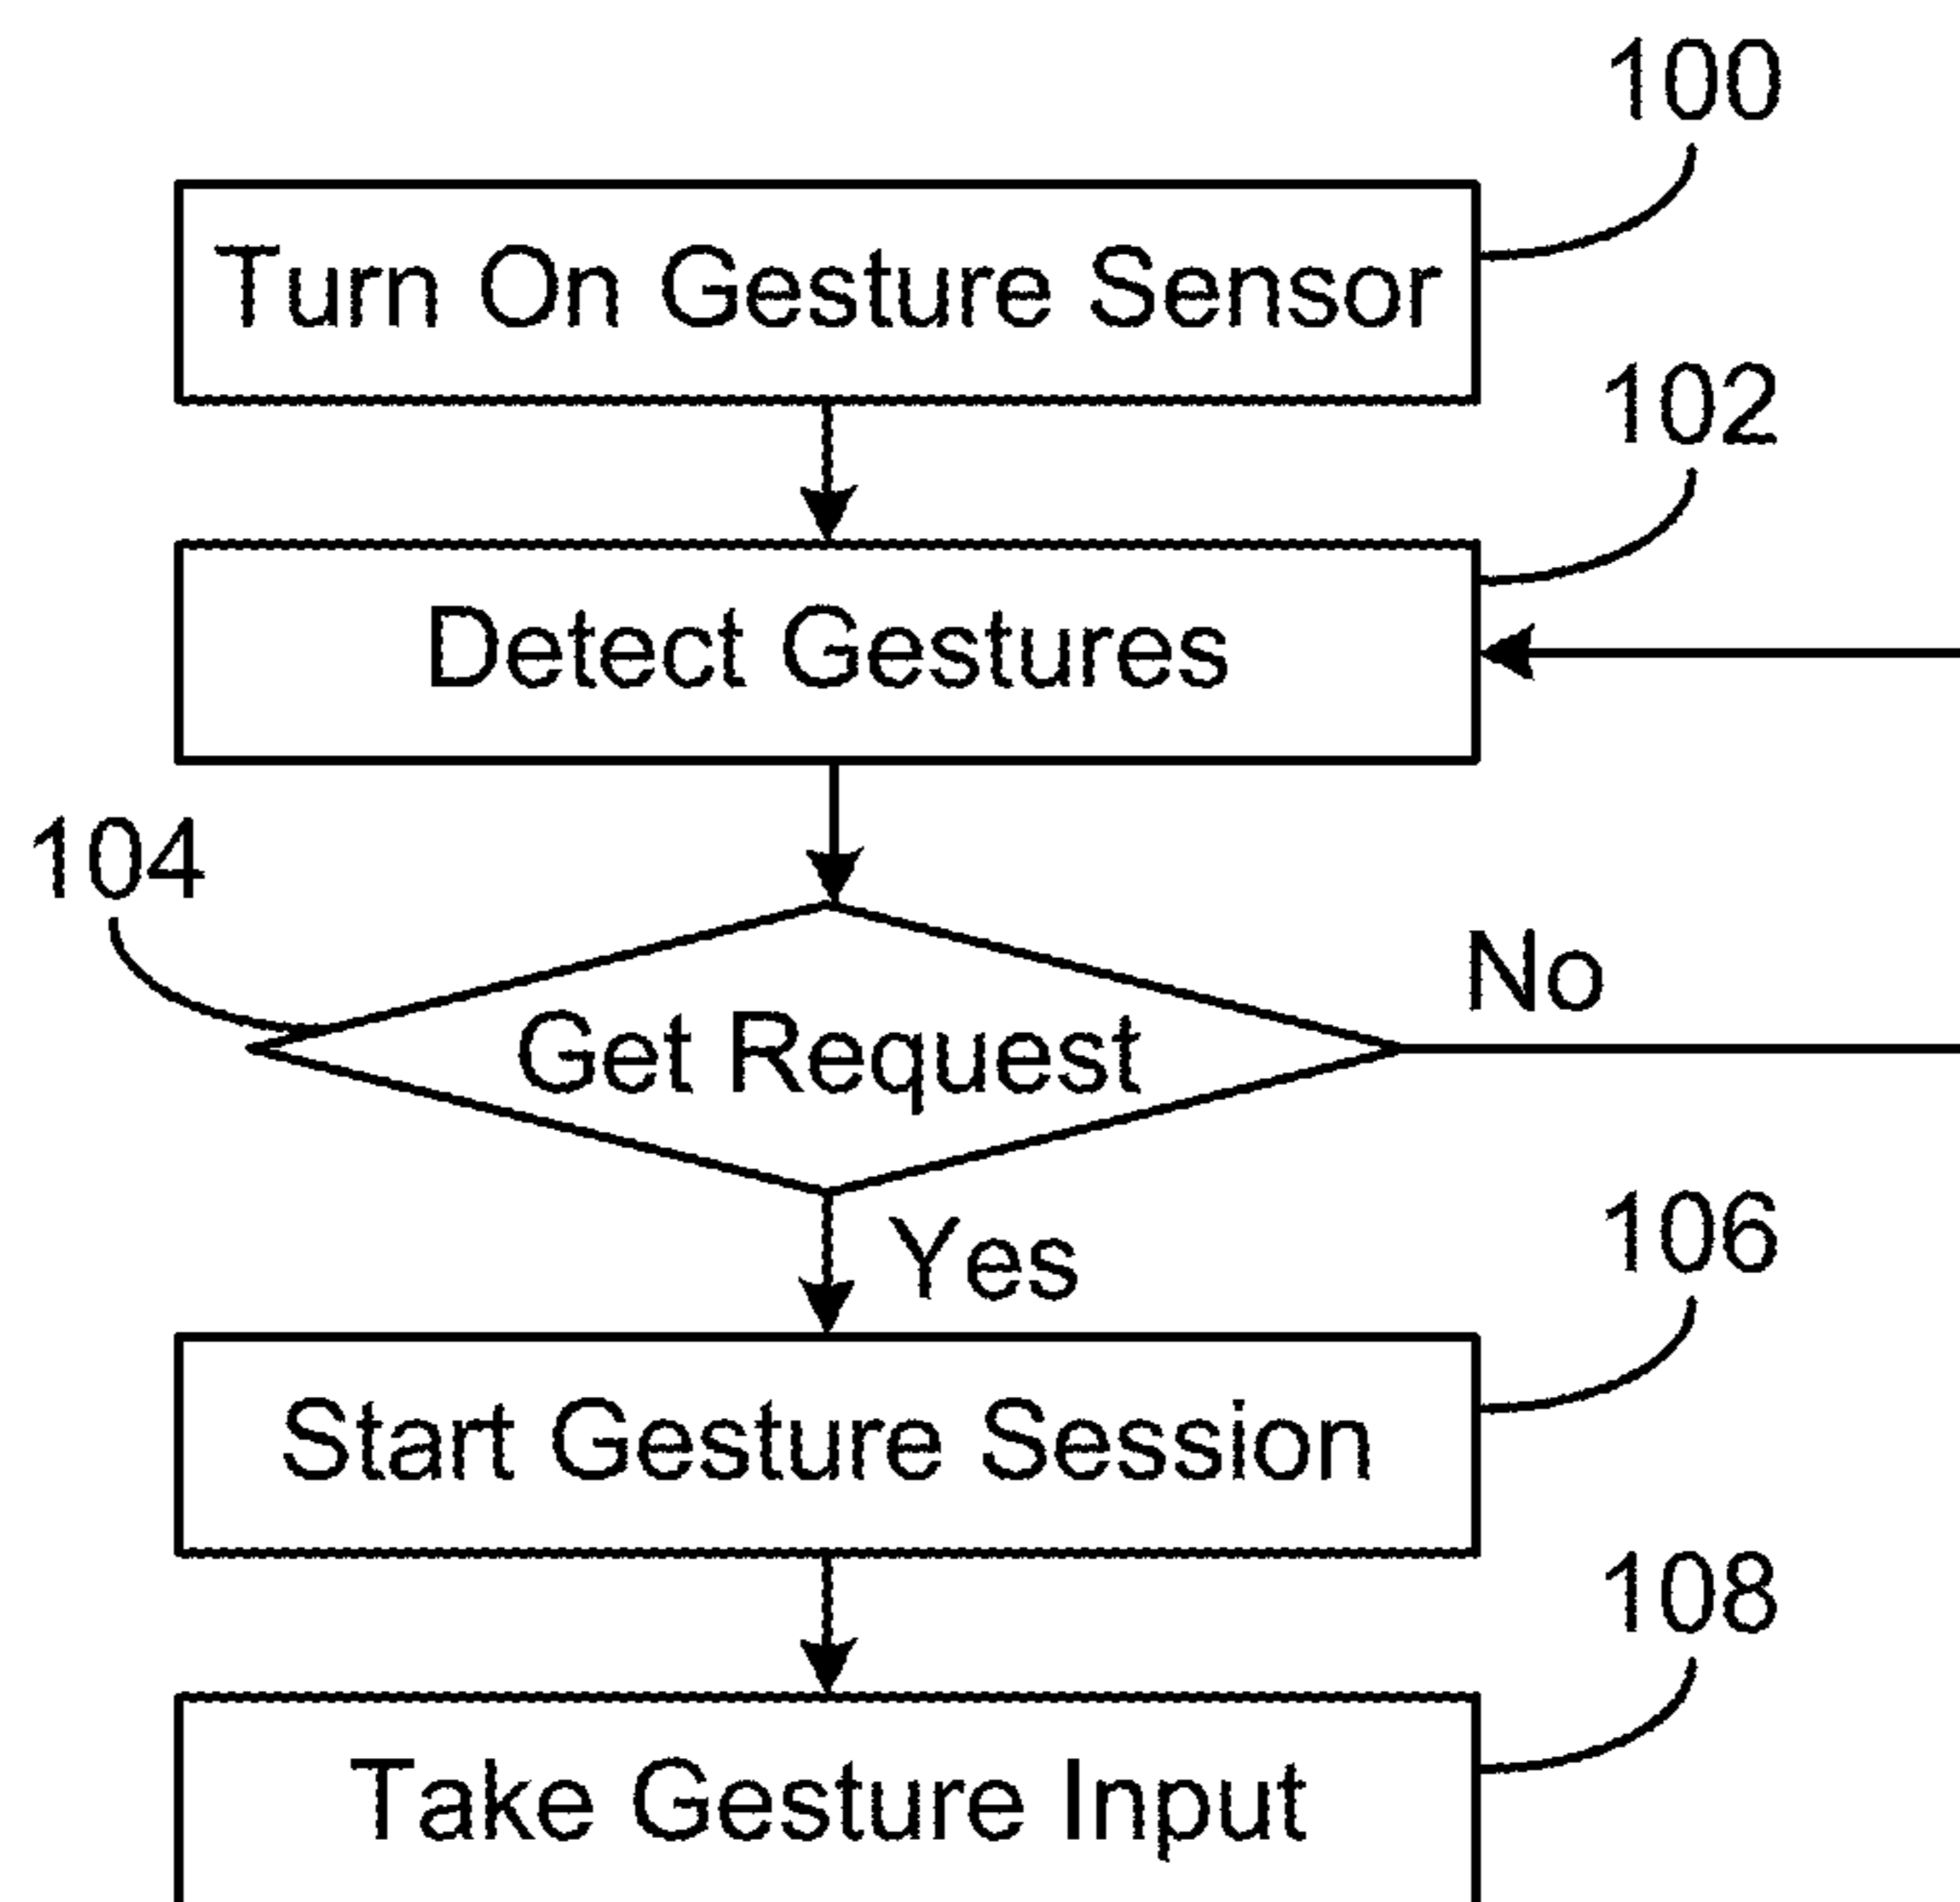 100
Turn On Gesture Sensor
102
Detect Gestures
104
Get Request
No
Yes
106
Start Gesture Session
108
Take Gesture Input